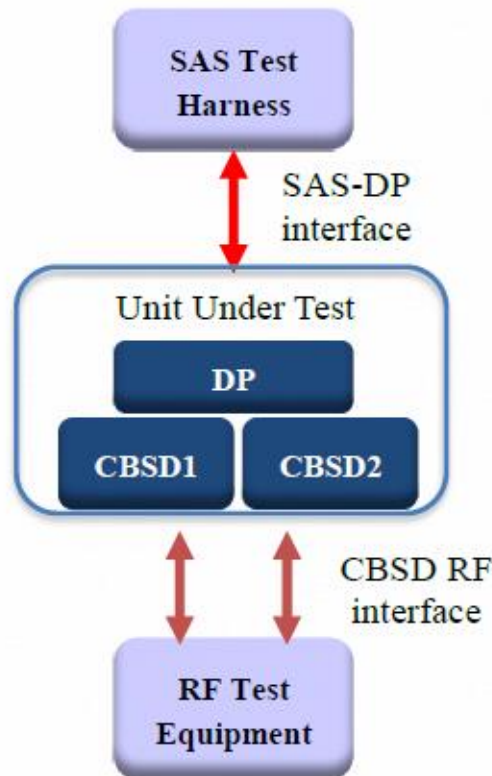 SAS Test
Harness
SAS-DP
interface
Unit Under Test
DP
CBSD1
CBSD2
CBSD RF
interface
RF Test
Equipment